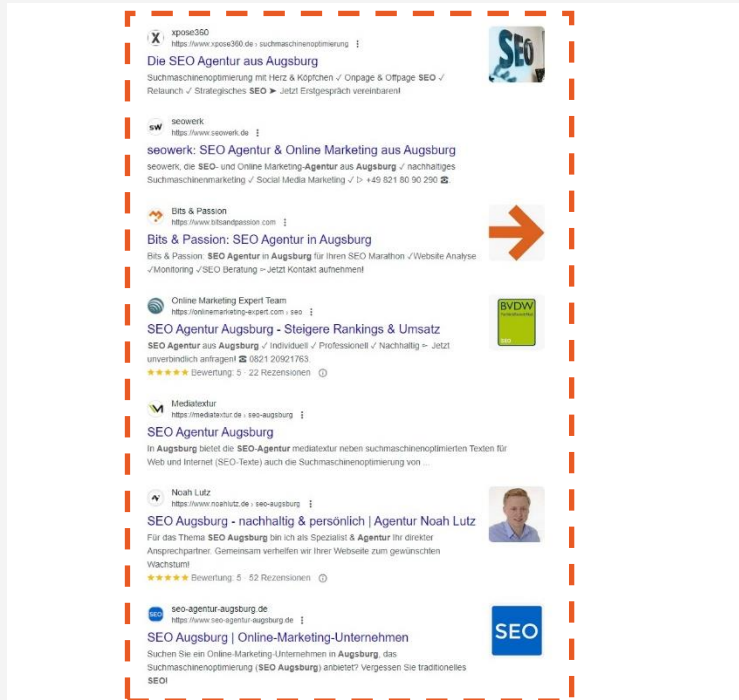 xpose360
https://www.xpose360.de › suchmaschinenoptimierung
Die SEO Agentur aus Augsburg
Suchmaschinenoptimierung mit Herz & Köpfchen √ Onpage & Offpage SEO √
Relaunch √ Strategisches SEO ➤ Jetzt Erstgespräch vereinbaren!
SEO
seowerk
https://www.seowerk.de
sw
seowerk: SEO Agentur & Online Marketing aus Augsburg
seowerk, die SEO- und Online Marketing-Agentur aus Augsburg √ nachhaltiges
Suchmaschinenmarketing √ Social Media Marketing √ ▷ +49 821 80 90 290 ☎.
Bits & Passion
https://www.bitsandpassion.com
Bits & Passion: SEO Agentur in Augsburg
Bits & Passion: SEO Agentur in Augsburg für Ihren SEO Marathon √Website Analyse
√Monitoring √SEO Beratung ➢ Jetzt Kontakt aufnehmen!
Online Marketing Expert Team
https://onlinemarketing-expert.com › seo
SEO Agentur Augsburg - Steigere Rankings & Umsatz
SEO Agentur aus Augsburg √ Individuell √ Professionell √ Nachhaltig ➢ Jetzt
unverbindlich anfragen! ☎ 0821 20921763.
★★★★★ Bewertung: 5 · 22 Rezensionen
BVDW
SEO
Mediatextur
https://mediatextur.de › seo-augsburg
SEO Agentur Augsburg
In Augsburg bietet die SEO-Agentur mediatextur neben suchmaschinenoptimierten Texten für
Web und Internet (SEO-Texte) auch die Suchmaschinenoptimierung von ...
Noah Lutz
https://www.noahlutz.de › seo-augsburg
SEO Augsburg - nachhaltig & persönlich | Agentur Noah Lutz
Für das Thema SEO Augsburg bin ich als Spezialist & Agentur Ihr direkter
Ansprechpartner. Gemeinsam verhelfen wir Ihrer Webseite zum gewünschten
Wachstum!
★★★★★ Bewertung: 5 · 52 Rezensionen
SEO
seo-agentur-augsburg.de
https://www.seo-agentur-augsburg.de
SEO Augsburg | Online-Marketing-Unternehmen
Suchen Sie ein Online-Marketing-Unternehmen in Augsburg, das
Suchmaschinenoptimierung (SEO Augsburg) anbietet? Vergessen Sie traditionelles
SEO!
SEO